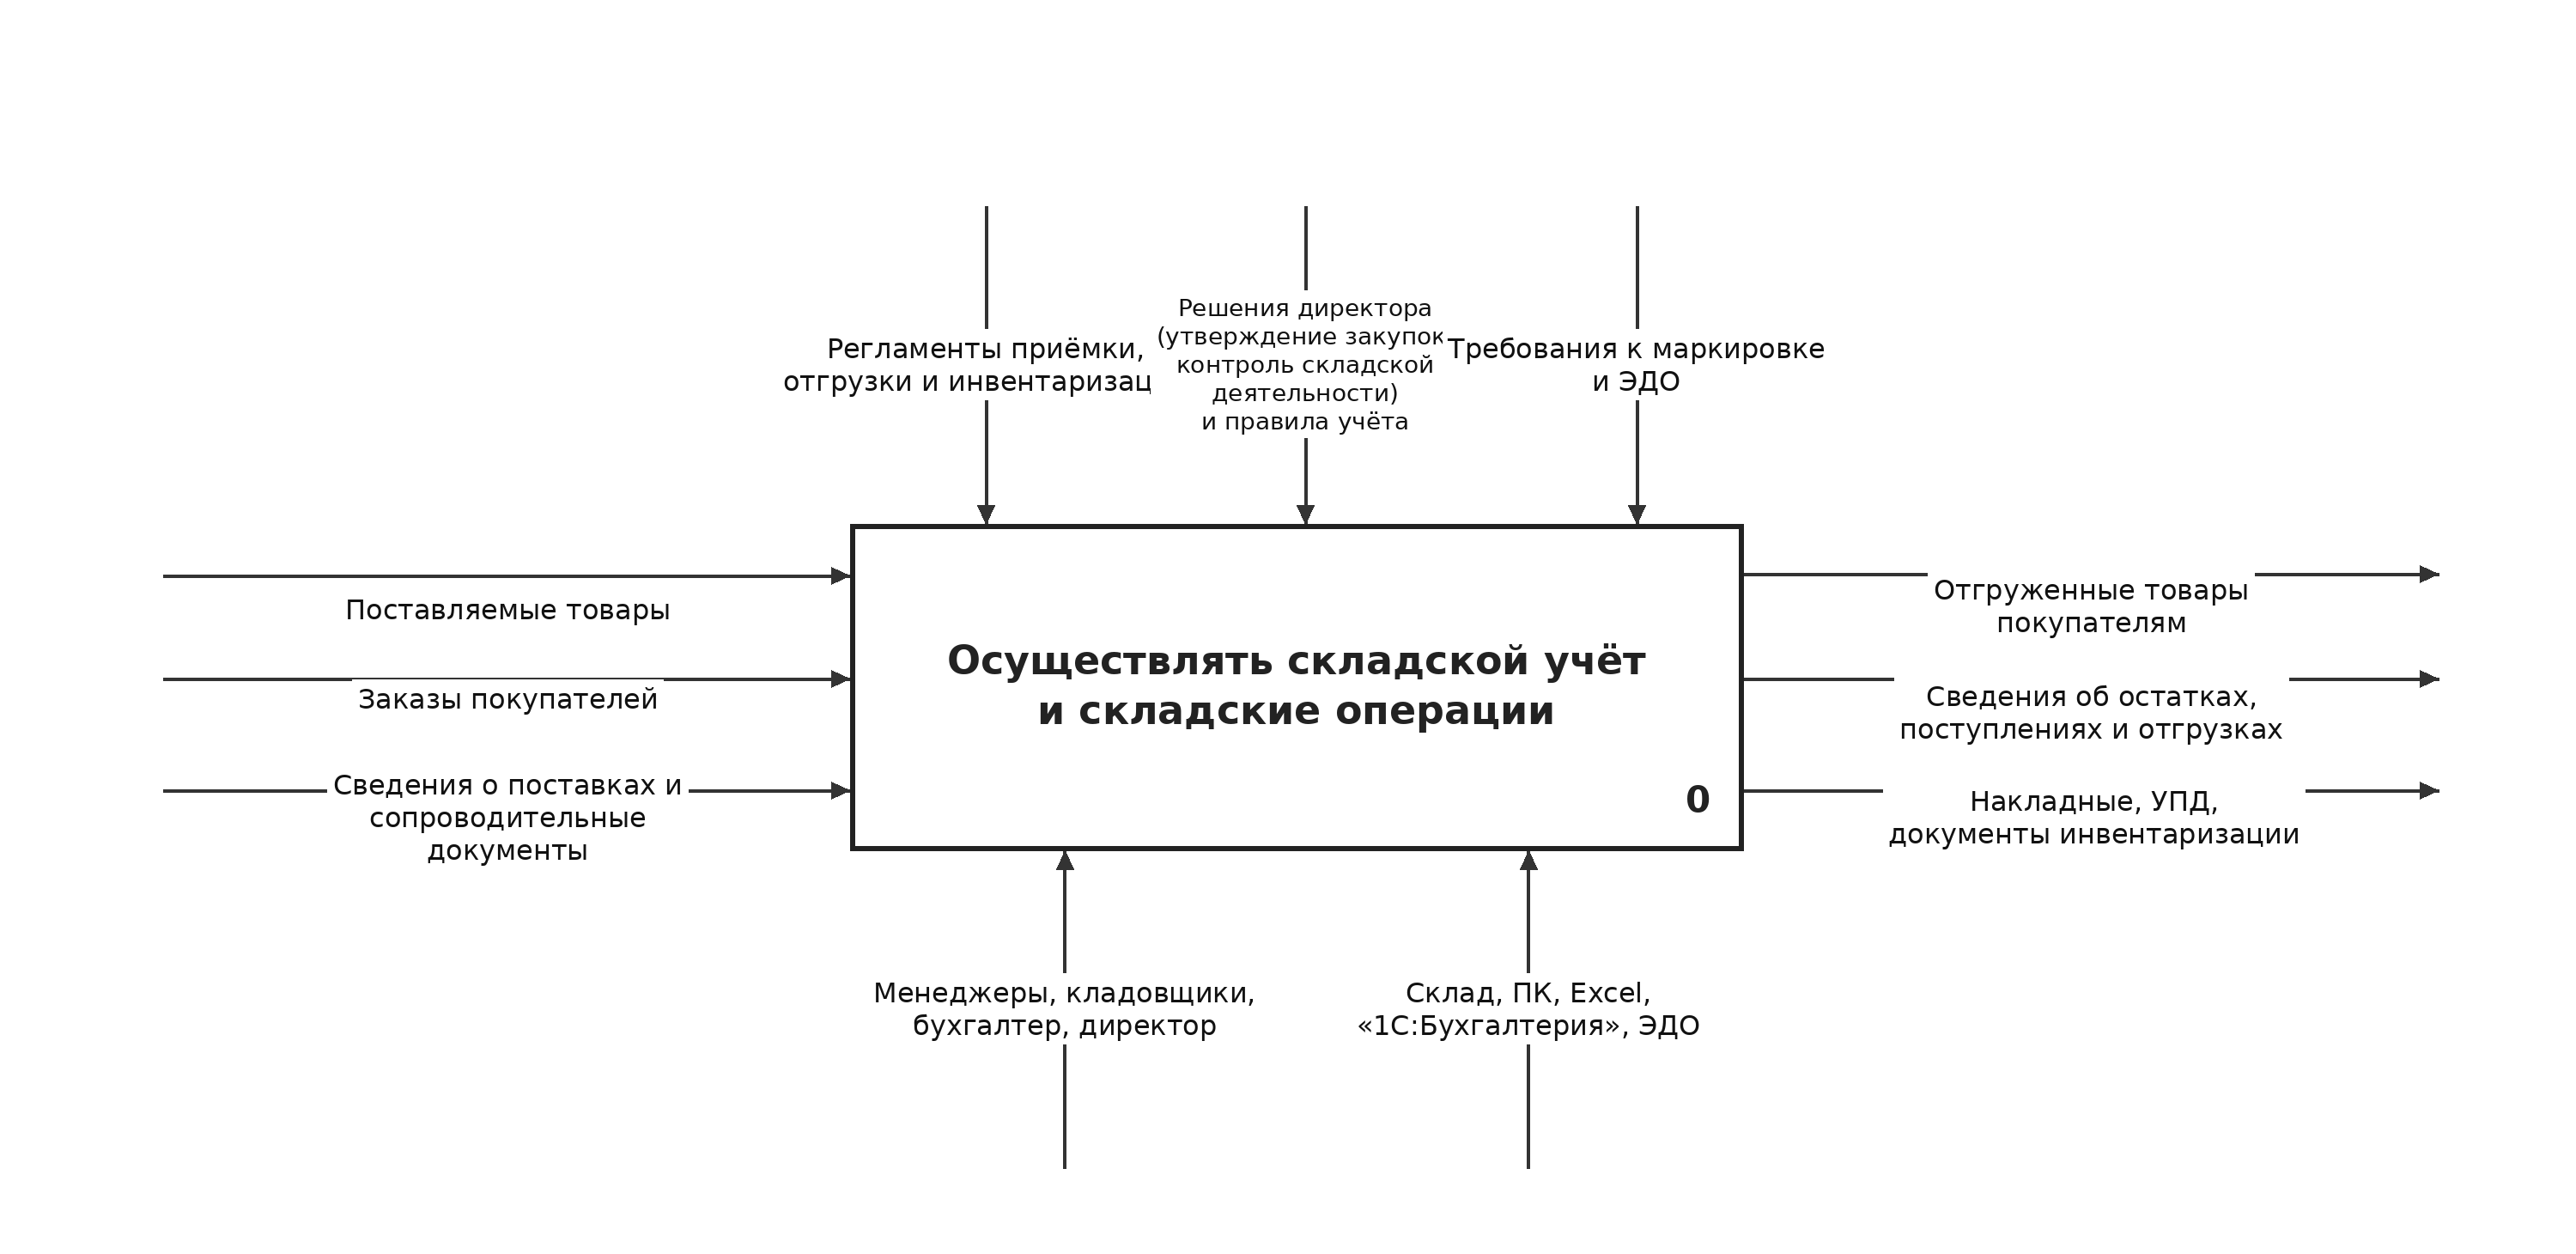 Регламенты приёмки,
отгрузки и инвентаризац
Решения директора
(утверждение закупок
контроль складской
деятельности)
и правила учёта
Требования к маркировке
и ЭДО
Поставляемые товары
Заказы покупателей
Сведения о поставках и
сопроводительные
документы
Осуществлять складской учёт
и складские операции
0
Отгруженные товары
покупателям
Сведения об остатках,
поступлениях и отгрузках
Накладные, УПД,
документы инвентаризации
Менеджеры, кладовщики,
бухгалтер, директор
Склад, ПК, Excel,
«1С:Бухгалтерия», ЭДО